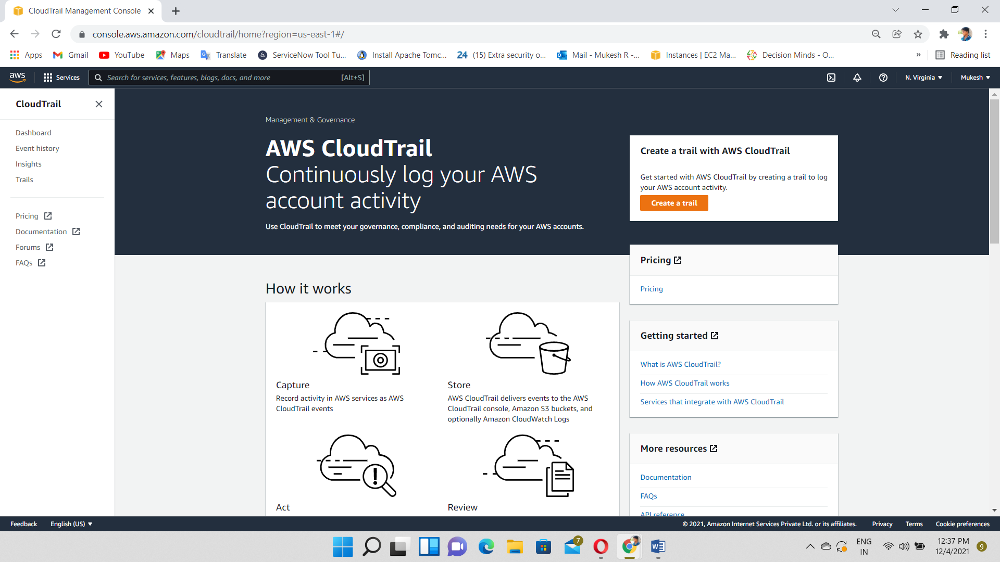 CloudTrail Management Console
console.aws.amazon.com/cloudtrail/home?region=us-east-1#/
Apps Gmail YouTube Maps Translate ServiceNow Tool Tu... Install Apache Tomc... (15) Extra security o... Mail - Mukesh R -... Instances | EC2 Ma... Decision Minds - O... » Reading list
aws Services Search for services, features, blogs, docs, and more [Alt+S] N. Virginia Mukesh
CloudTrail
Dashboard
Event history
Insights
Trails
Pricing
Documentation
Forums
FAQs
Management & Governance
AWS CloudTrail
Continuously log your AWS
account activity
Use CloudTrail to meet your governance, compliance, and auditing needs for your AWS accounts.
Create a trail with AWS CloudTrail
Get started with AWS CloudTrail by creating a trail to log
your AWS account activity.
Create a trail
How it works
Capture
Record activity in AWS services as AWS
CloudTrail events
Store
AWS CloudTrail delivers events to the AWS
CloudTrail console, Amazon S3 buckets, and
optionally Amazon CloudWatch Logs
Act
Review
Pricing
Pricing
Getting started
What is AWS CloudTrail?
How AWS CloudTrail works
Services that integrate with AWS CloudTrail
More resources
Documentation
FAQs
API reference
Feedback English (US) © 2021, Amazon Internet Services Private Ltd. or its affiliates. Privacy Terms Cookie preferences
7
ENG
IN
12:37 PM
12/4/2021
9